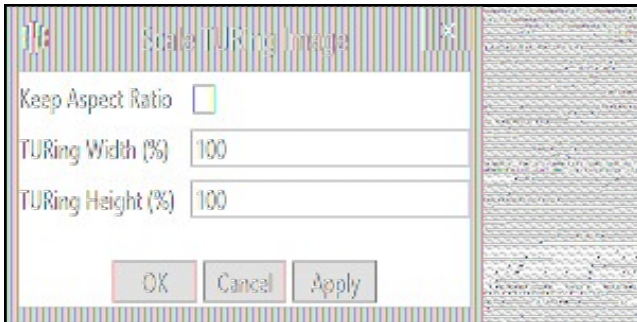 Scale TURing Image
Keep Aspect Ratio
TURing Width (%) 100
TURing Height (%) 100
OK Cancel Apply